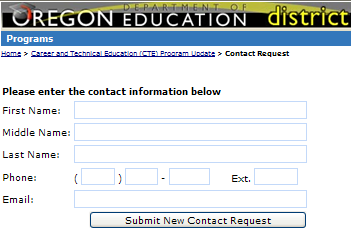 DEPARTMENT OF
OREGON EDUCATION district
Programs
Home > Career and Technical Education (CTE) Program Update > Contact Request
Please enter the contact information below
First Name:
Middle Name:
Last Name:
Phone: ( ) - Ext.
Email:
Submit New Contact Request